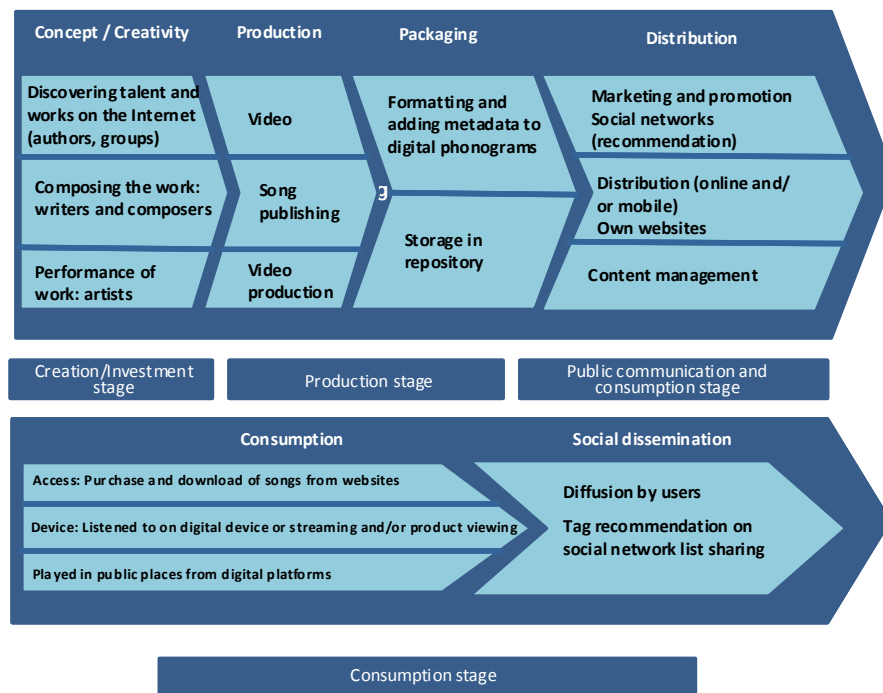 Concept / Creativity
Production
Packaging
Distribution
Discovering talent and
works on the Internet
(authors, groups)
Composing the work:
writers and composers
Performance of
work: artists
Video
Song
publishing
Video
production
g
Formatting and
adding metadata to
digital phonograms
Storage in
repository
Marketing and promotion
Social networks
(recommendation)
Distribution (online and/
or mobile)
Own websites
Content management
Creation/Investment
stage
Production stage
Public communication and
consumption stage
Consumption
Social dissemination
Access: Purchase and download of songs from websites
Device: Listened to on digital device or streaming and/or product viewing
Played in public places from digital platforms
Diffusion by users
Tag recommendation on
social network list sharing
Consumption stage